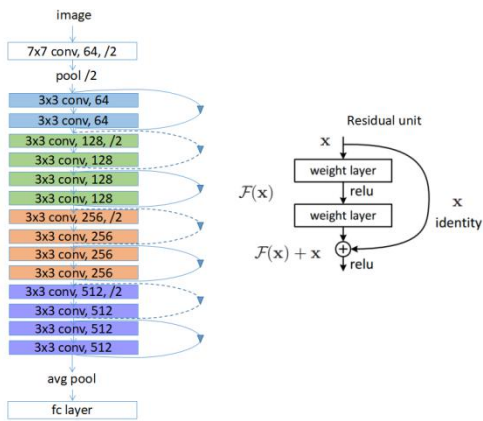 image
7x7 conv, 64, /2
pool /2
3x3 conv, 64
3x3 conv, 64
3x3 conv, 128, /2
3x3 conv, 128
3x3 conv, 128
3x3 conv, 128
3x3 conv, 256, /2
3x3 conv, 256
3x3 conv, 256
3x3 conv, 256
3x3 conv, 512, /2
3x3 conv, 512
3x3 conv, 512
3x3 conv, 512
avg pool
fc layer
Residual unit
x
weight layer
F(x)
relu
x
weight layer
identity
F(x) + x
+
relu